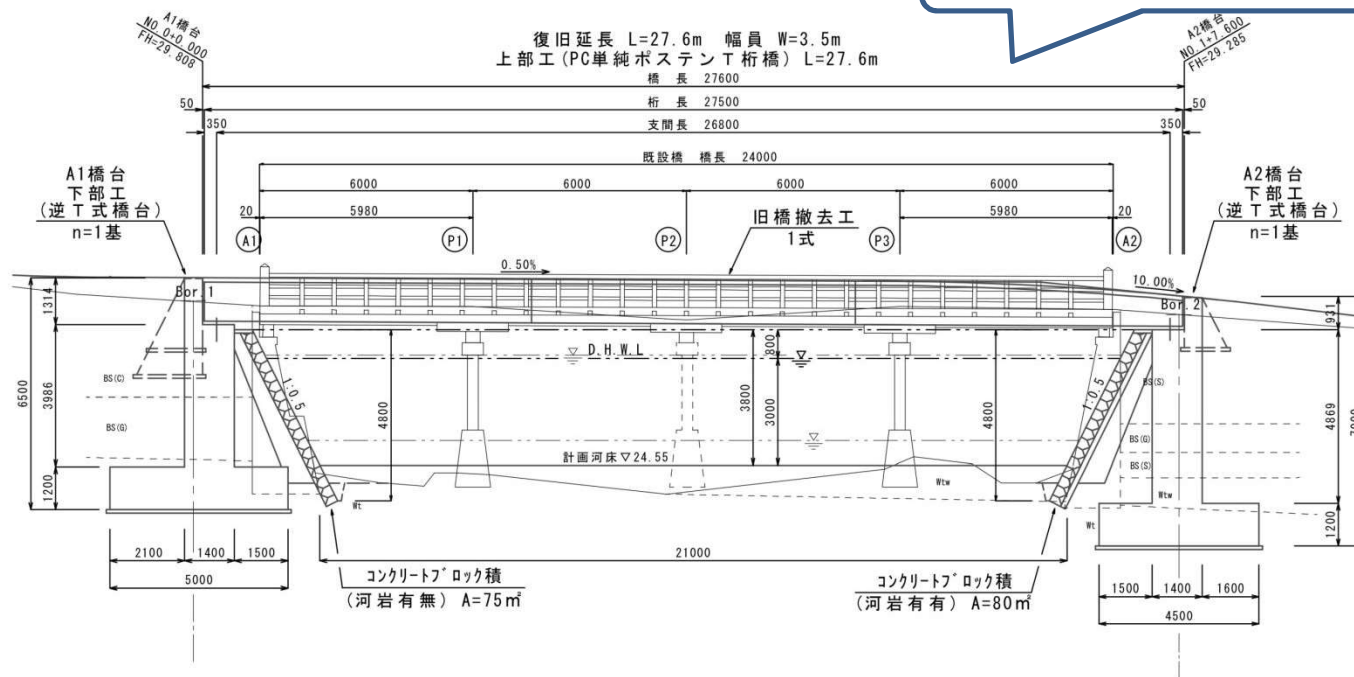 A1橋台
NO.0+0.000
FH=29.808
復旧延長 L=27.6m 幅員 W=3.5m
上部工(PC単純ポステンT桁橋) L=27.6m
A2橋台
NO.1+7.600
FH=29.285
橋 長 27600
50
桁 長 27500
50
350
支間長 26800
350
既設橋 橋長 24000
A1橋台
下部工
(逆T式橋台)
n=1基
6000
6000
6000
6000
A2橋台
下部工
(逆T式橋台)
n=1基
20
5980
旧橋撤去工
1式
5980
20
A1
P1
P2
P3
A2
0.50%
10.00%
Bor.1
Bor.2
1314
931
D.H.W.L
800
BS(C)
BS(S)
1:0.5
1:0.5
6500
3986
4800
3800
3000
4800
4869
BS(G)
BS(G)
BS(S)
計画河床▽24.55
1200
Wt
Wtw
Wtw
Wt
1200
2100
1400
1500
5000
21000
コンクリートブロック積
(河岩有無) A=75㎡
コンクリートブロック積
(河岩有有) A=80㎡
1500
1400
1600
4500